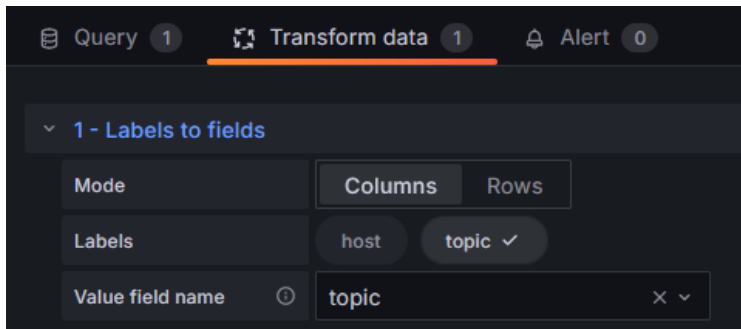 Query 1 Transform data 1 Alert 0
1 - Labels to fields
Mode Columns Rows
Labels host topic
Value field name topic